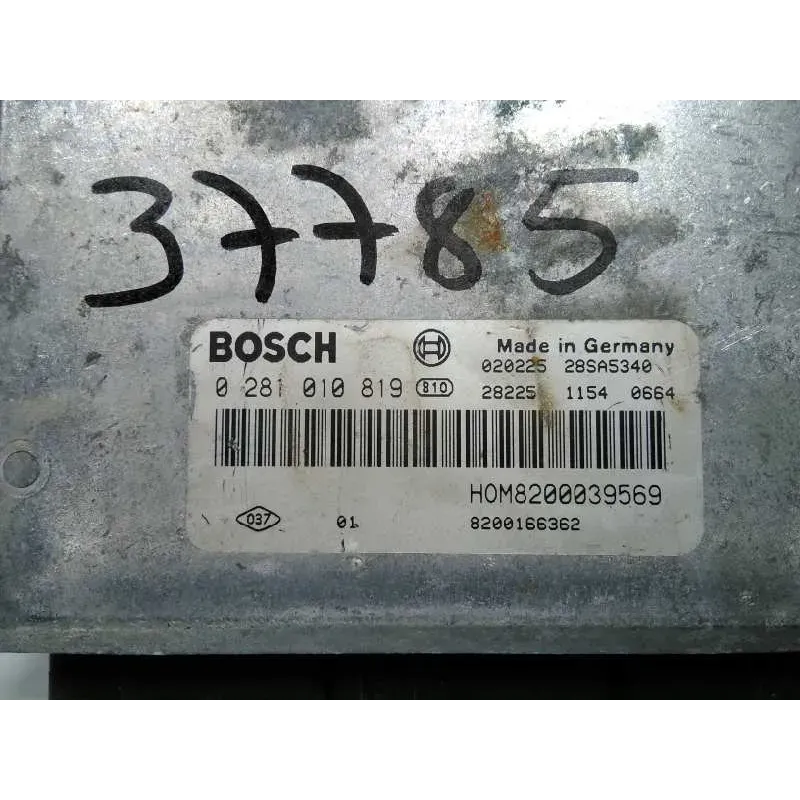 37785
BOSCH
Made in Germany
020225 28SA5340
0 281 010 819 810
28225 1154 0664
HOM8200039569
037 01 8200166362